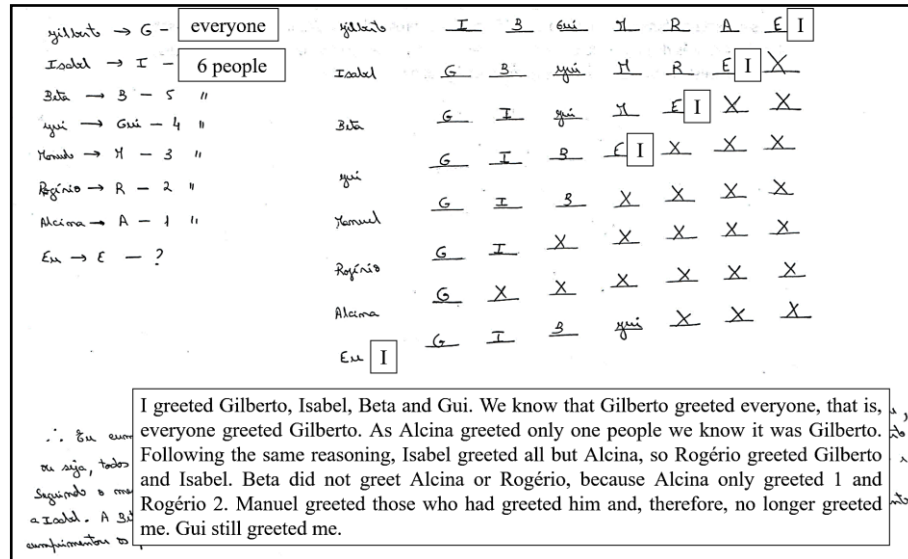 Gilberto → G – everyone
Isabel → I – 6 people
Beta → B – 5 "
Gui → Gui – 4 "
Manuel → M – 3 "
Rogério → R – 2 "
Alcina → A – 1 "
Eu → E – ?
Gilberto I B Gui M R A E I
Isabel G B Gui M R E I X
Beta G I Gui M E I X X
Gui G I B E I X X X
Manuel G I B X X X X
Rogério G I X X X X X
Alcina G X X X X X X
Eu I G I B Gui X X X
I greeted Gilberto, Isabel, Beta and Gui. We know that Gilberto greeted everyone, that is,
everyone greeted Gilberto. As Alcina greeted only one people we know it was Gilberto.
Following the same reasoning, Isabel greeted all but Alcina, so Rogério greeted Gilberto
and Isabel. Beta did not greet Alcina or Rogério, because Alcina only greeted 1 and
Rogério 2. Manuel greeted those who had greeted him and, therefore, no longer greeted
me. Gui still greeted me.
∴ Eu
ou seja, todos
Seguindo o
a Isabel. A
cumprimentou o